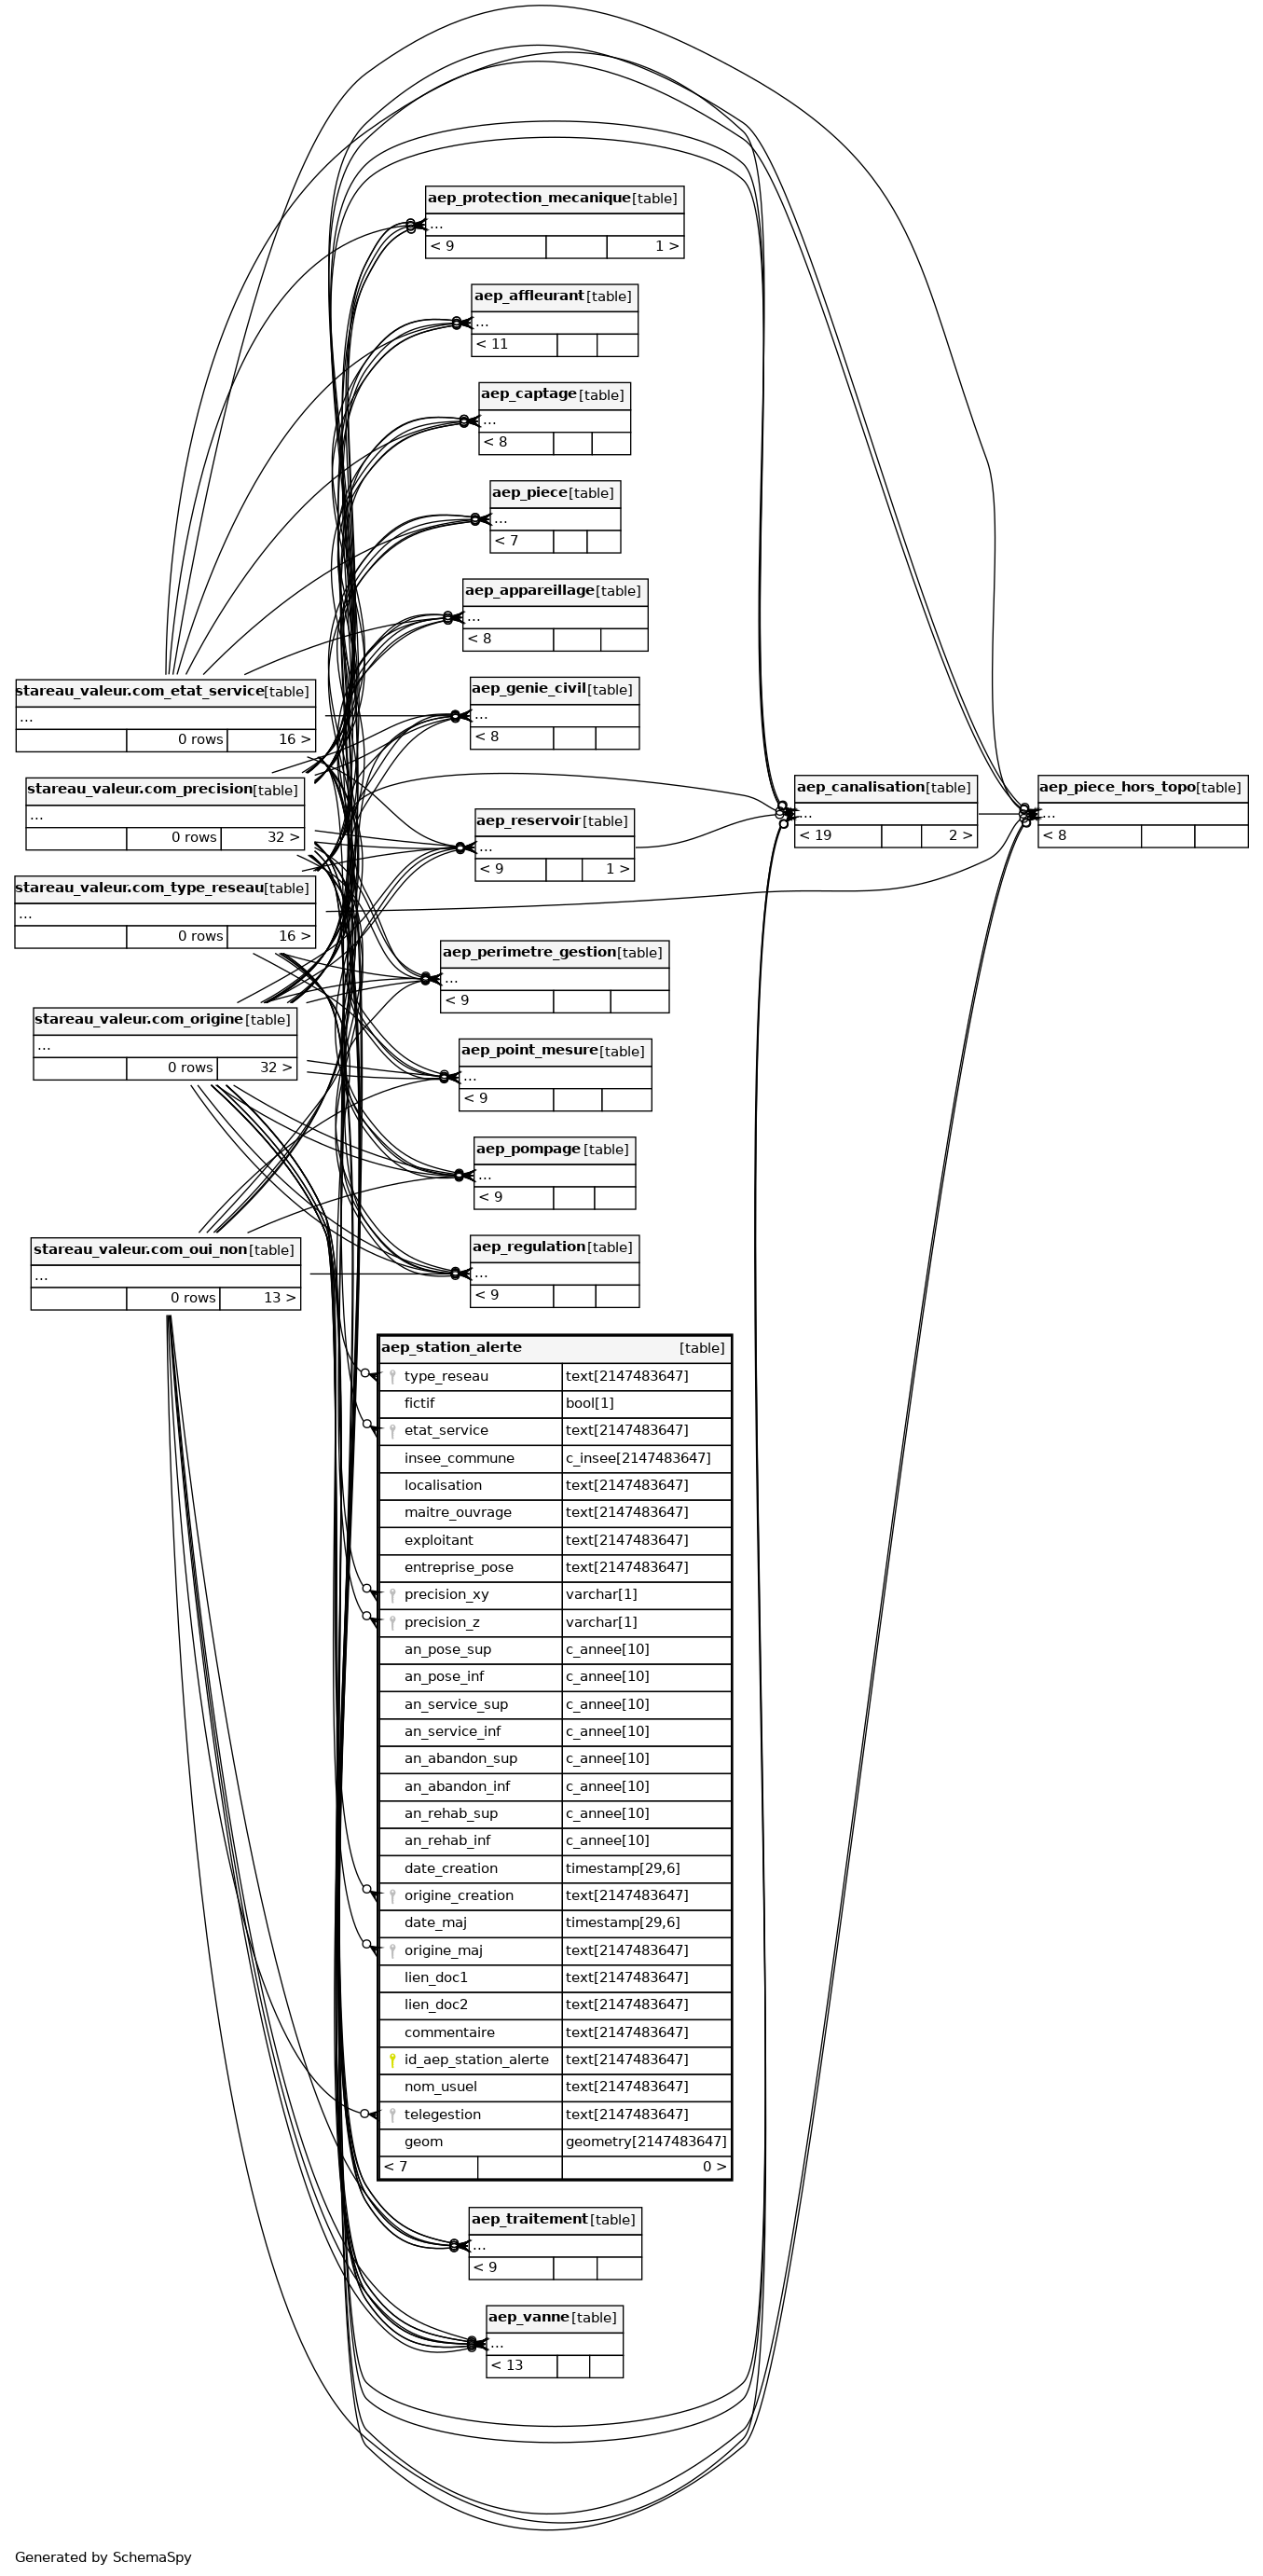 aep_protection_mecanique [table]
...
< 9 1 >
aep_affleurant [table]
...
< 11
aep_captage [table]
...
< 8
aep_piece [table]
...
< 7
aep_appareillage [table]
...
< 8
stareau_valeur.com_etat_service [table]
...
0 rows 16 >
aep_genie_civil [table]
...
< 8
stareau_valeur.com_precision [table]
...
0 rows 32 >
aep_reservoir [table]
...
< 9 1 >
aep_canalisation [table]
...
< 19 2 >
aep_piece_hors_topo [table]
...
< 8
stareau_valeur.com_type_reseau [table]
...
0 rows 16 >
aep_perimetre_gestion [table]
...
< 9
stareau_valeur.com_origine [table]
...
0 rows 32 >
aep_point_mesure [table]
...
< 9
aep_pompage [table]
...
< 9
stareau_valeur.com_oui_non [table]
...
0 rows 13 >
aep_regulation [table]
...
< 9
aep_station_alerte [table]
type_reseau text[2147483647]
fictif bool[1]
etat_service text[2147483647]
insee_commune c_insee[2147483647]
localisation text[2147483647]
maitre_ouvrage text[2147483647]
exploitant text[2147483647]
entreprise_pose text[2147483647]
precision_xy varchar[1]
precision_z varchar[1]
an_pose_sup c_annee[10]
an_pose_inf c_annee[10]
an_service_sup c_annee[10]
an_service_inf c_annee[10]
an_abandon_sup c_annee[10]
an_abandon_inf c_annee[10]
an_rehab_sup c_annee[10]
an_rehab_inf c_annee[10]
date_creation timestamp[29,6]
origine_creation text[2147483647]
date_maj timestamp[29,6]
origine_maj text[2147483647]
lien_doc1 text[2147483647]
lien_doc2 text[2147483647]
commentaire text[2147483647]
id_aep_station_alerte text[2147483647]
nom_usuel text[2147483647]
telegestion text[2147483647]
geom geometry[2147483647]
< 7 0 >
aep_traitement [table]
...
< 9
aep_vanne [table]
...
< 13
Generated by SchemaSpy